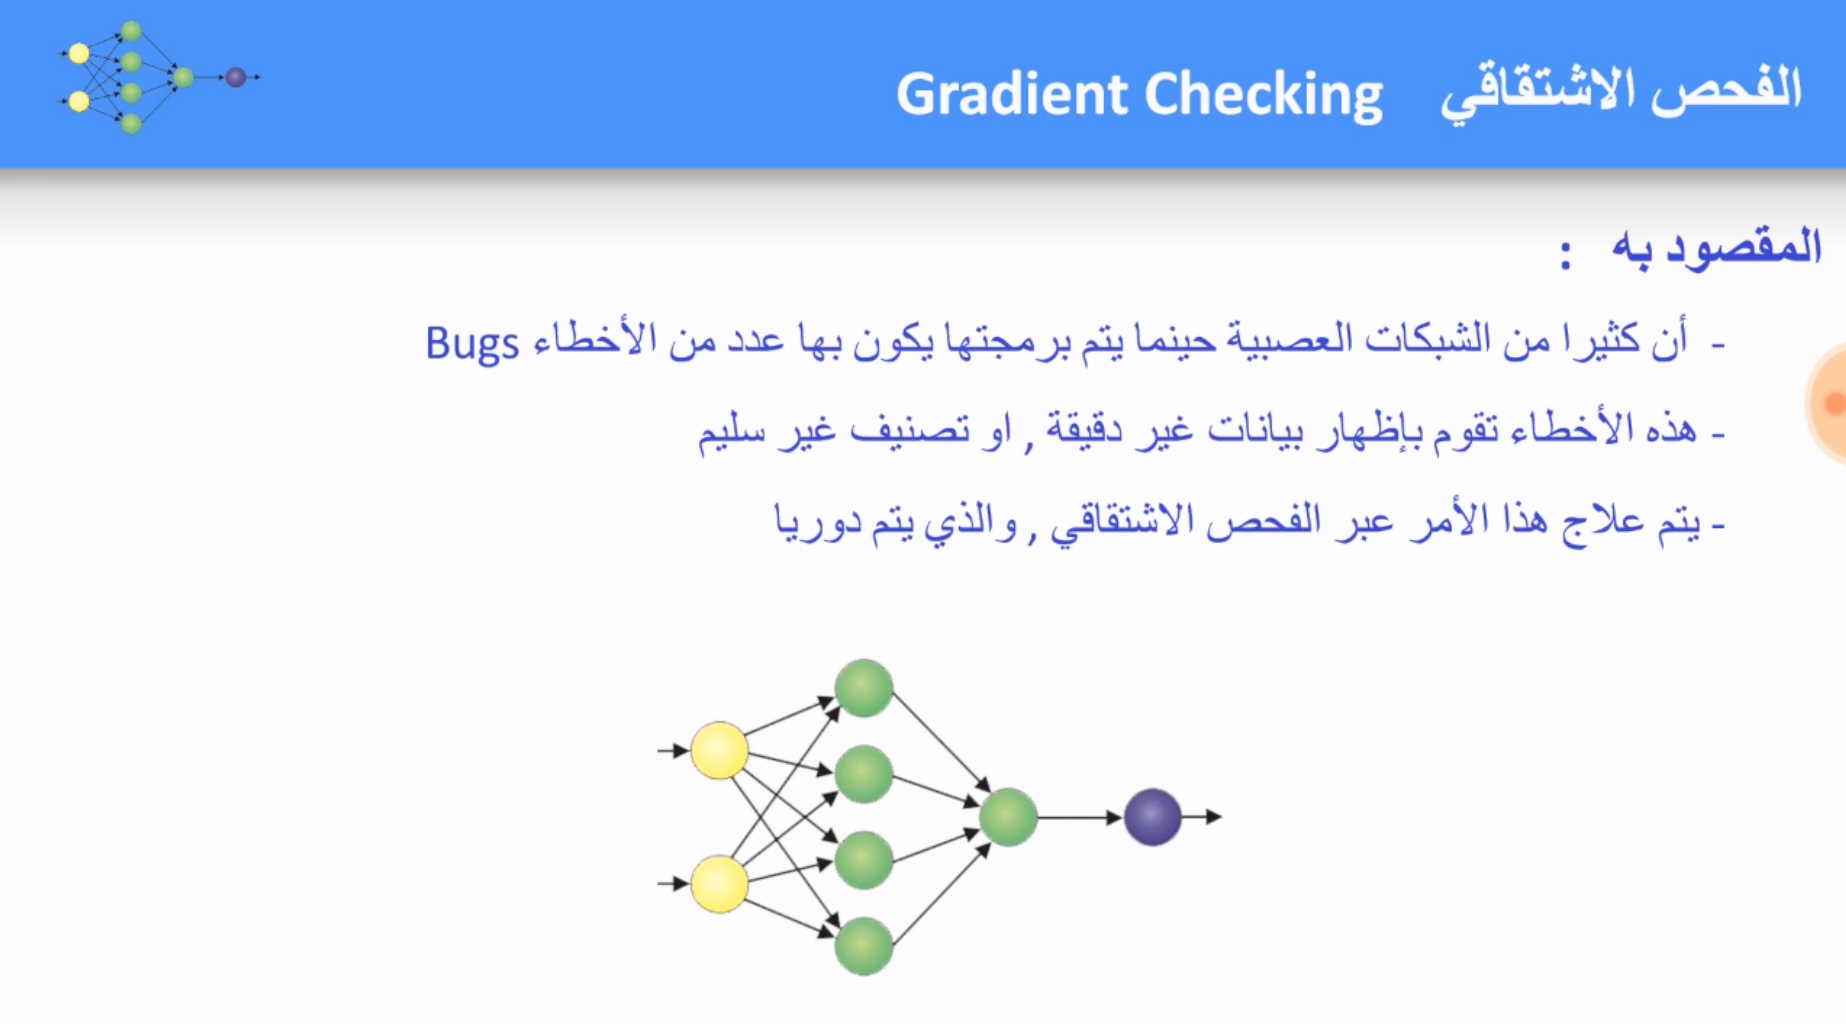 الفحص الاشتقاقي Gradient Checking
المقصود به :
- أن كثيرا من الشبكات العصبية حينما يتم برمجتها يكون بها عدد من الأخطاء Bugs
- هذه الأخطاء تقوم بإظهار بيانات غير دقيقة , او تصنيف غير سليم
- يتم علاج هذا الأمر عبر الفحص الاشتقاقي , والذي يتم دوريا